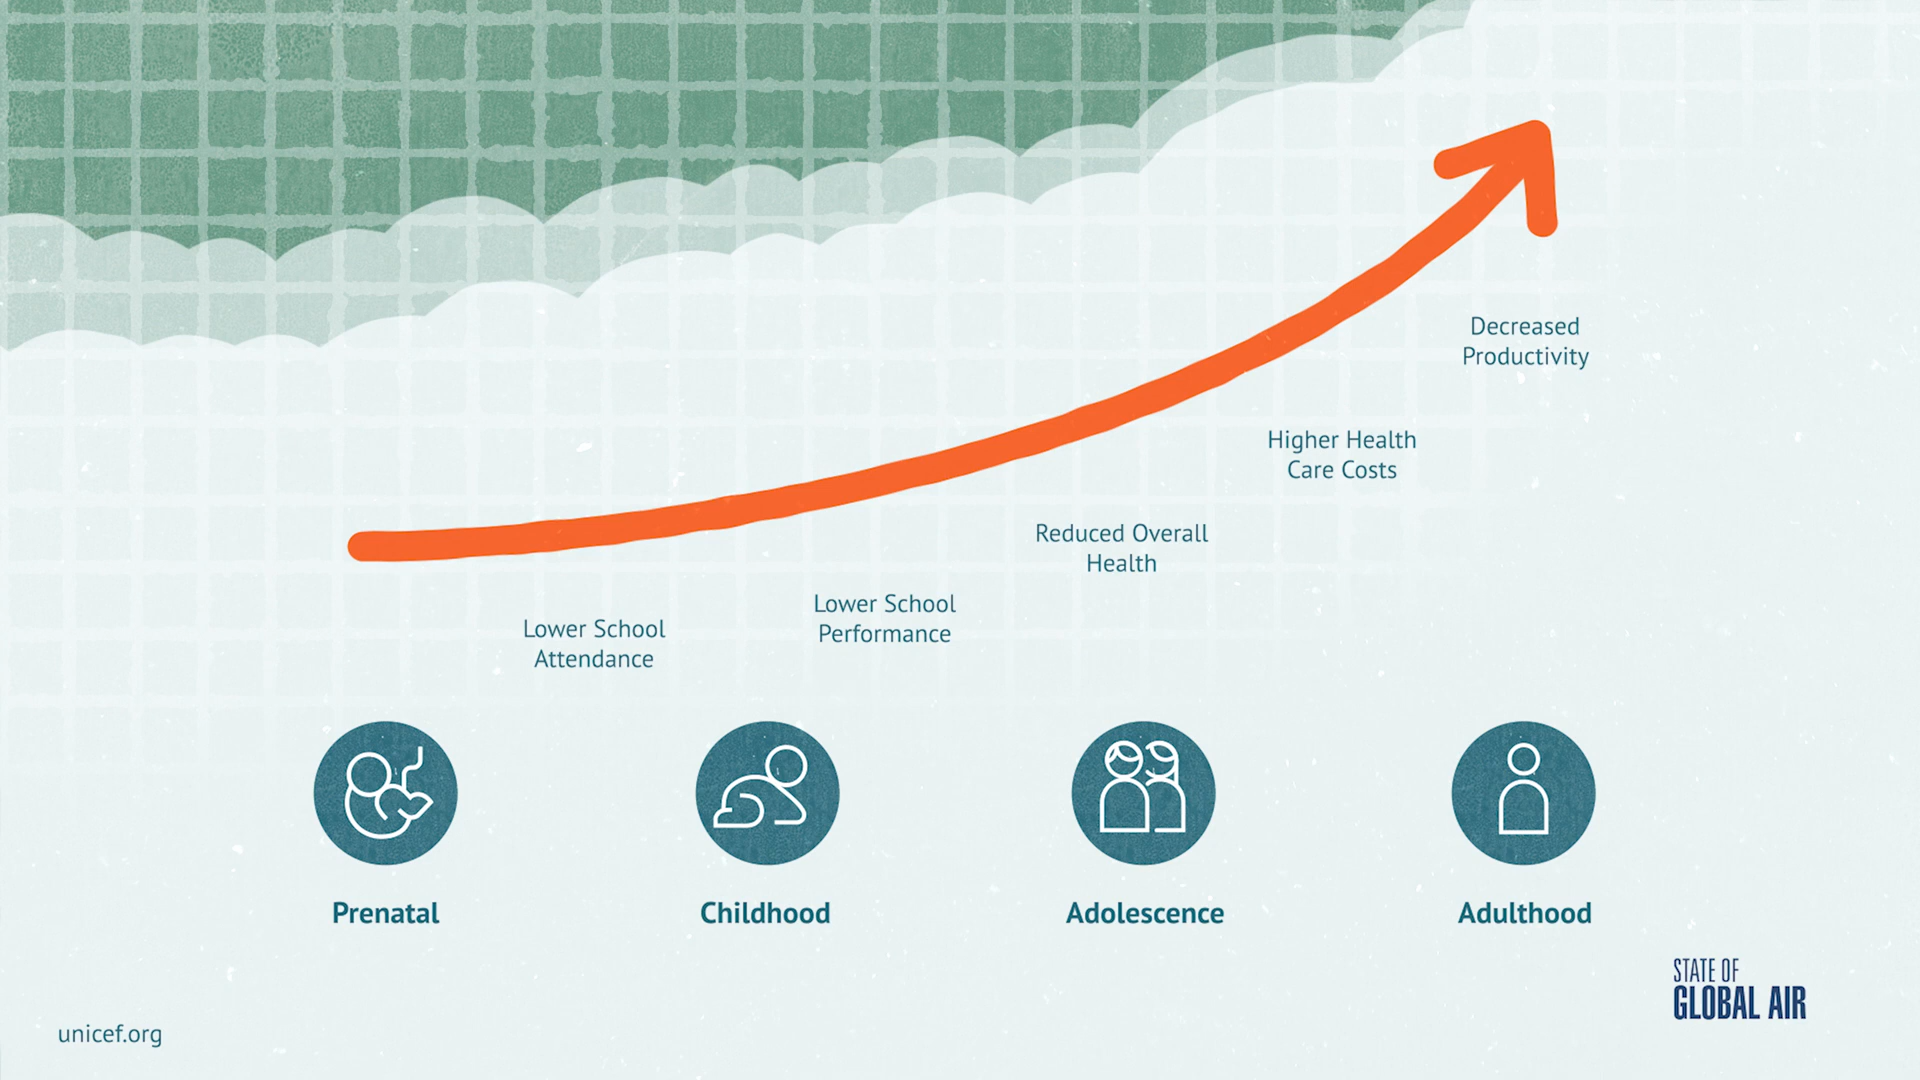 Decreased
Productivity
Higher Health
Care Costs
Reduced Overall
Health
Lower School
Performance
Lower School
Attendance
Prenatal
Childhood
Adolescence
Adulthood
STATE OF
GLOBAL AIR
unicef.org